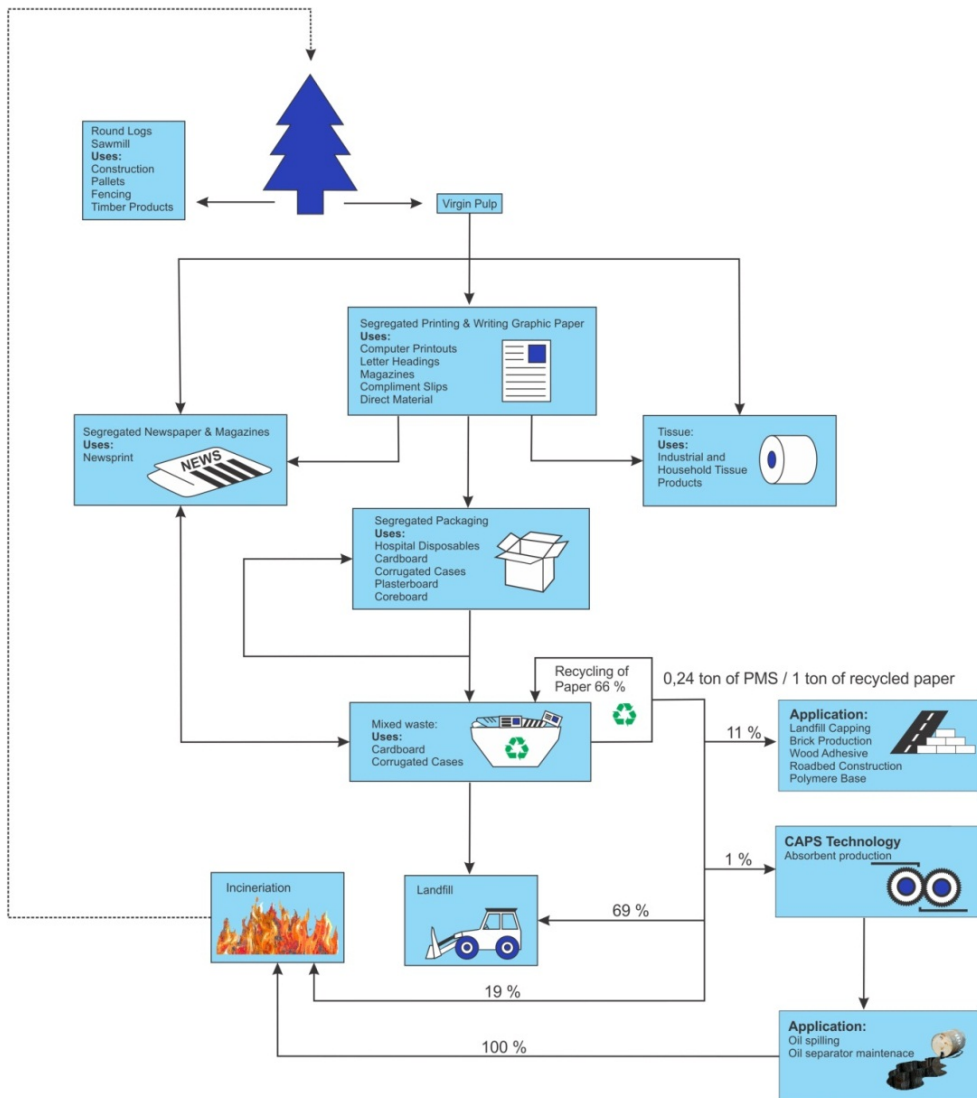 Round Logs
Sawmill
Uses:
Construction
Pallets
Fencing
Timber Products
Virgin Pulp
Segregated Printing & Writing Graphic Paper
Uses:
Computer Printouts
Letter Headings
Magazines
Compliment Slips
Direct Material
Segregated Newspaper & Magazines
Uses:
Newsprint
NEWS
Tissue:
Uses:
Industrial and
Household Tissue
Products
Segregated Packaging
Uses:
Hospital Disposables
Cardboard
Corrugated Cases
Plasterboard
Coreboard
Recycling of
Paper 66 %
0,24 ton of PMS / 1 ton of recycled paper
Mixed waste:
Uses:
Cardboard
Corrugated Cases
11 %
Application:
Landfill Capping
Brick Production
Wood Adhesive
Roadbed Construction
Polymere Base
1 %
CAPS Technology
Absorbent production
Incineriation
Landfill
69 %
19 %
100 %
Application:
Oil spilling
Oil separator maintenace